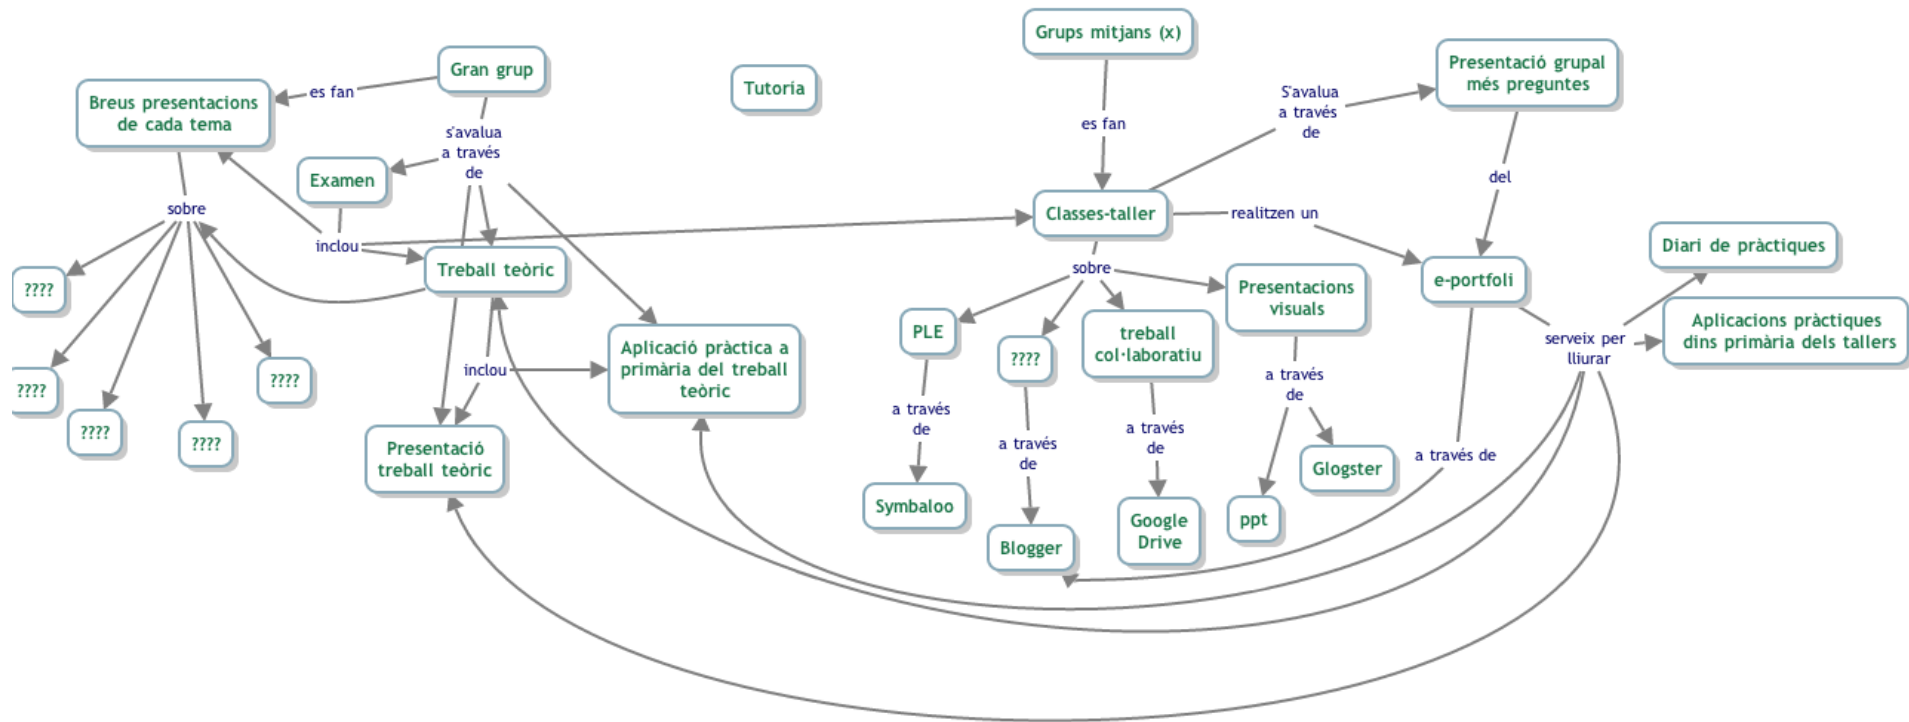 Grups mitjans (x)
Gran grup
Presentació grupal
més preguntes
Tutoria
es fan
Breus presentacions
de cada tema
S'avalua
a través
de
s'avalua
a través
de
es fan
Examen
del
sobre
Classes-taller
realitzen un
inclou
Diari de pràctiques
Treball teòric
sobre
e-portfoli
????
Presentacions
visuals
PLE
treball
col·laboratiu
????
Aplicacions pràctiques
dins primària dels tallers
serveix per
lliurar
Aplicació pràctica a
primària del treball
teòric
inclou
????
????
????
????
a través
de
a través
de
a través
de
a través
de
a través de
Presentació
treball teòric
Glogster
Symbaloo
Google
Drive
ppt
Blogger